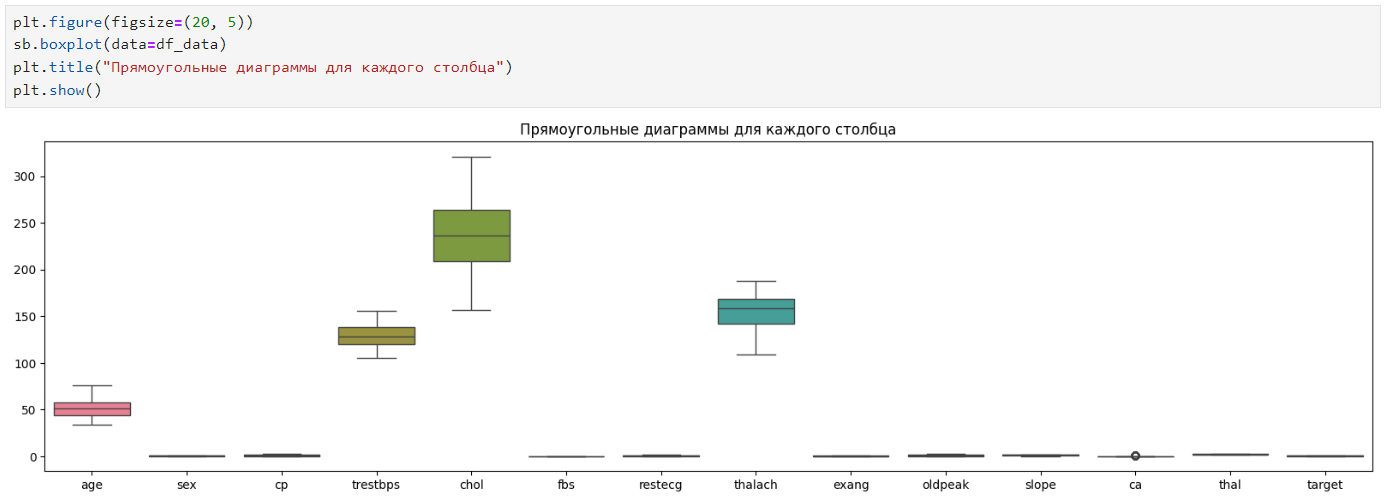 plt.figure(figsize=(20, 5))
sb.boxplot(data=df_data)
plt.title("Прямоугольные диаграммы для каждого столбца")
plt.show()
Прямоугольные диаграммы для каждого столбца
300
250
200
150
100
50
0
age sex cp trestbps chol fbs restecg thalach exang oldpeak slope ca thal target